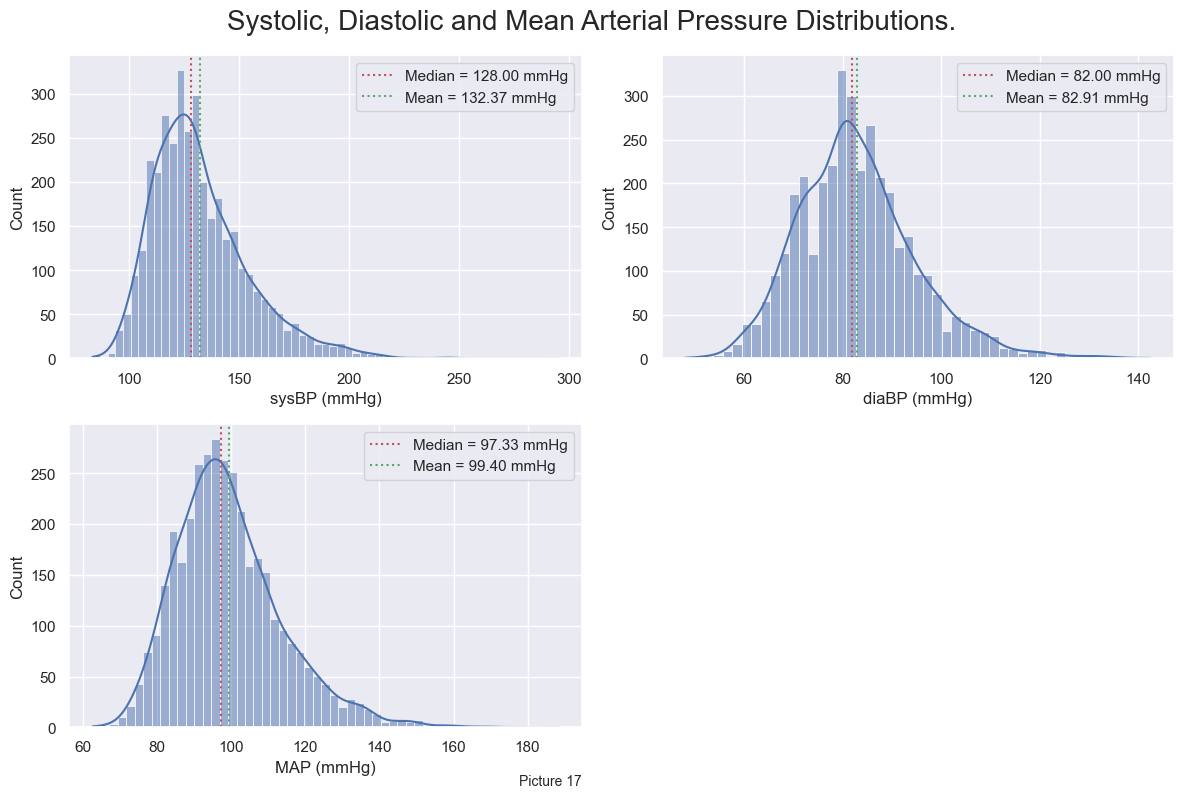 Systolic, Diastolic and Mean Arterial Pressure Distributions.
Median = 128.00 mmHg
Mean = 132.37 mmHg
300
250
200
150
100
50
0
Count
100
150
200
250
300
sysBP (mmHg)
Median = 82.00 mmHg
Mean = 82.91 mmHg
300
250
200
150
100
50
0
Count
60
80
100
120
140
diaBP (mmHg)
Median = 97.33 mmHg
Mean = 99.40 mmHg
250
200
150
100
50
0
Count
60
80
100
120
140
160
180
MAP (mmHg)
Picture 17